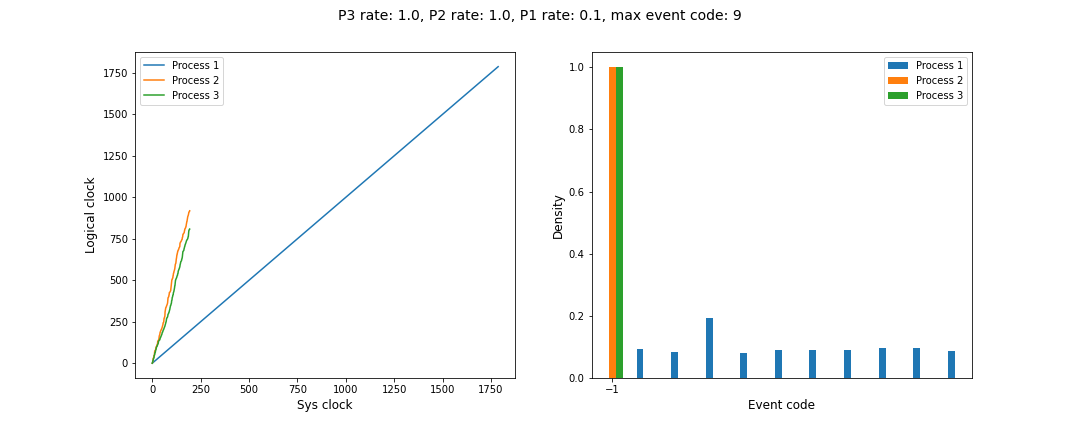 P3 rate: 1.0, P2 rate: 1.0, P1 rate: 0.1, max event code: 9
Process 1
Process 2
Process 3
1750
1500
1250
1000
750
500
250
0
Logical clock
0
250
500
750
1000
1250
1500
1750
Sys clock
Process 1
Process 2
Process 3
1.0
0.8
0.6
0.4
0.2
0.0
Density
−1
Event code